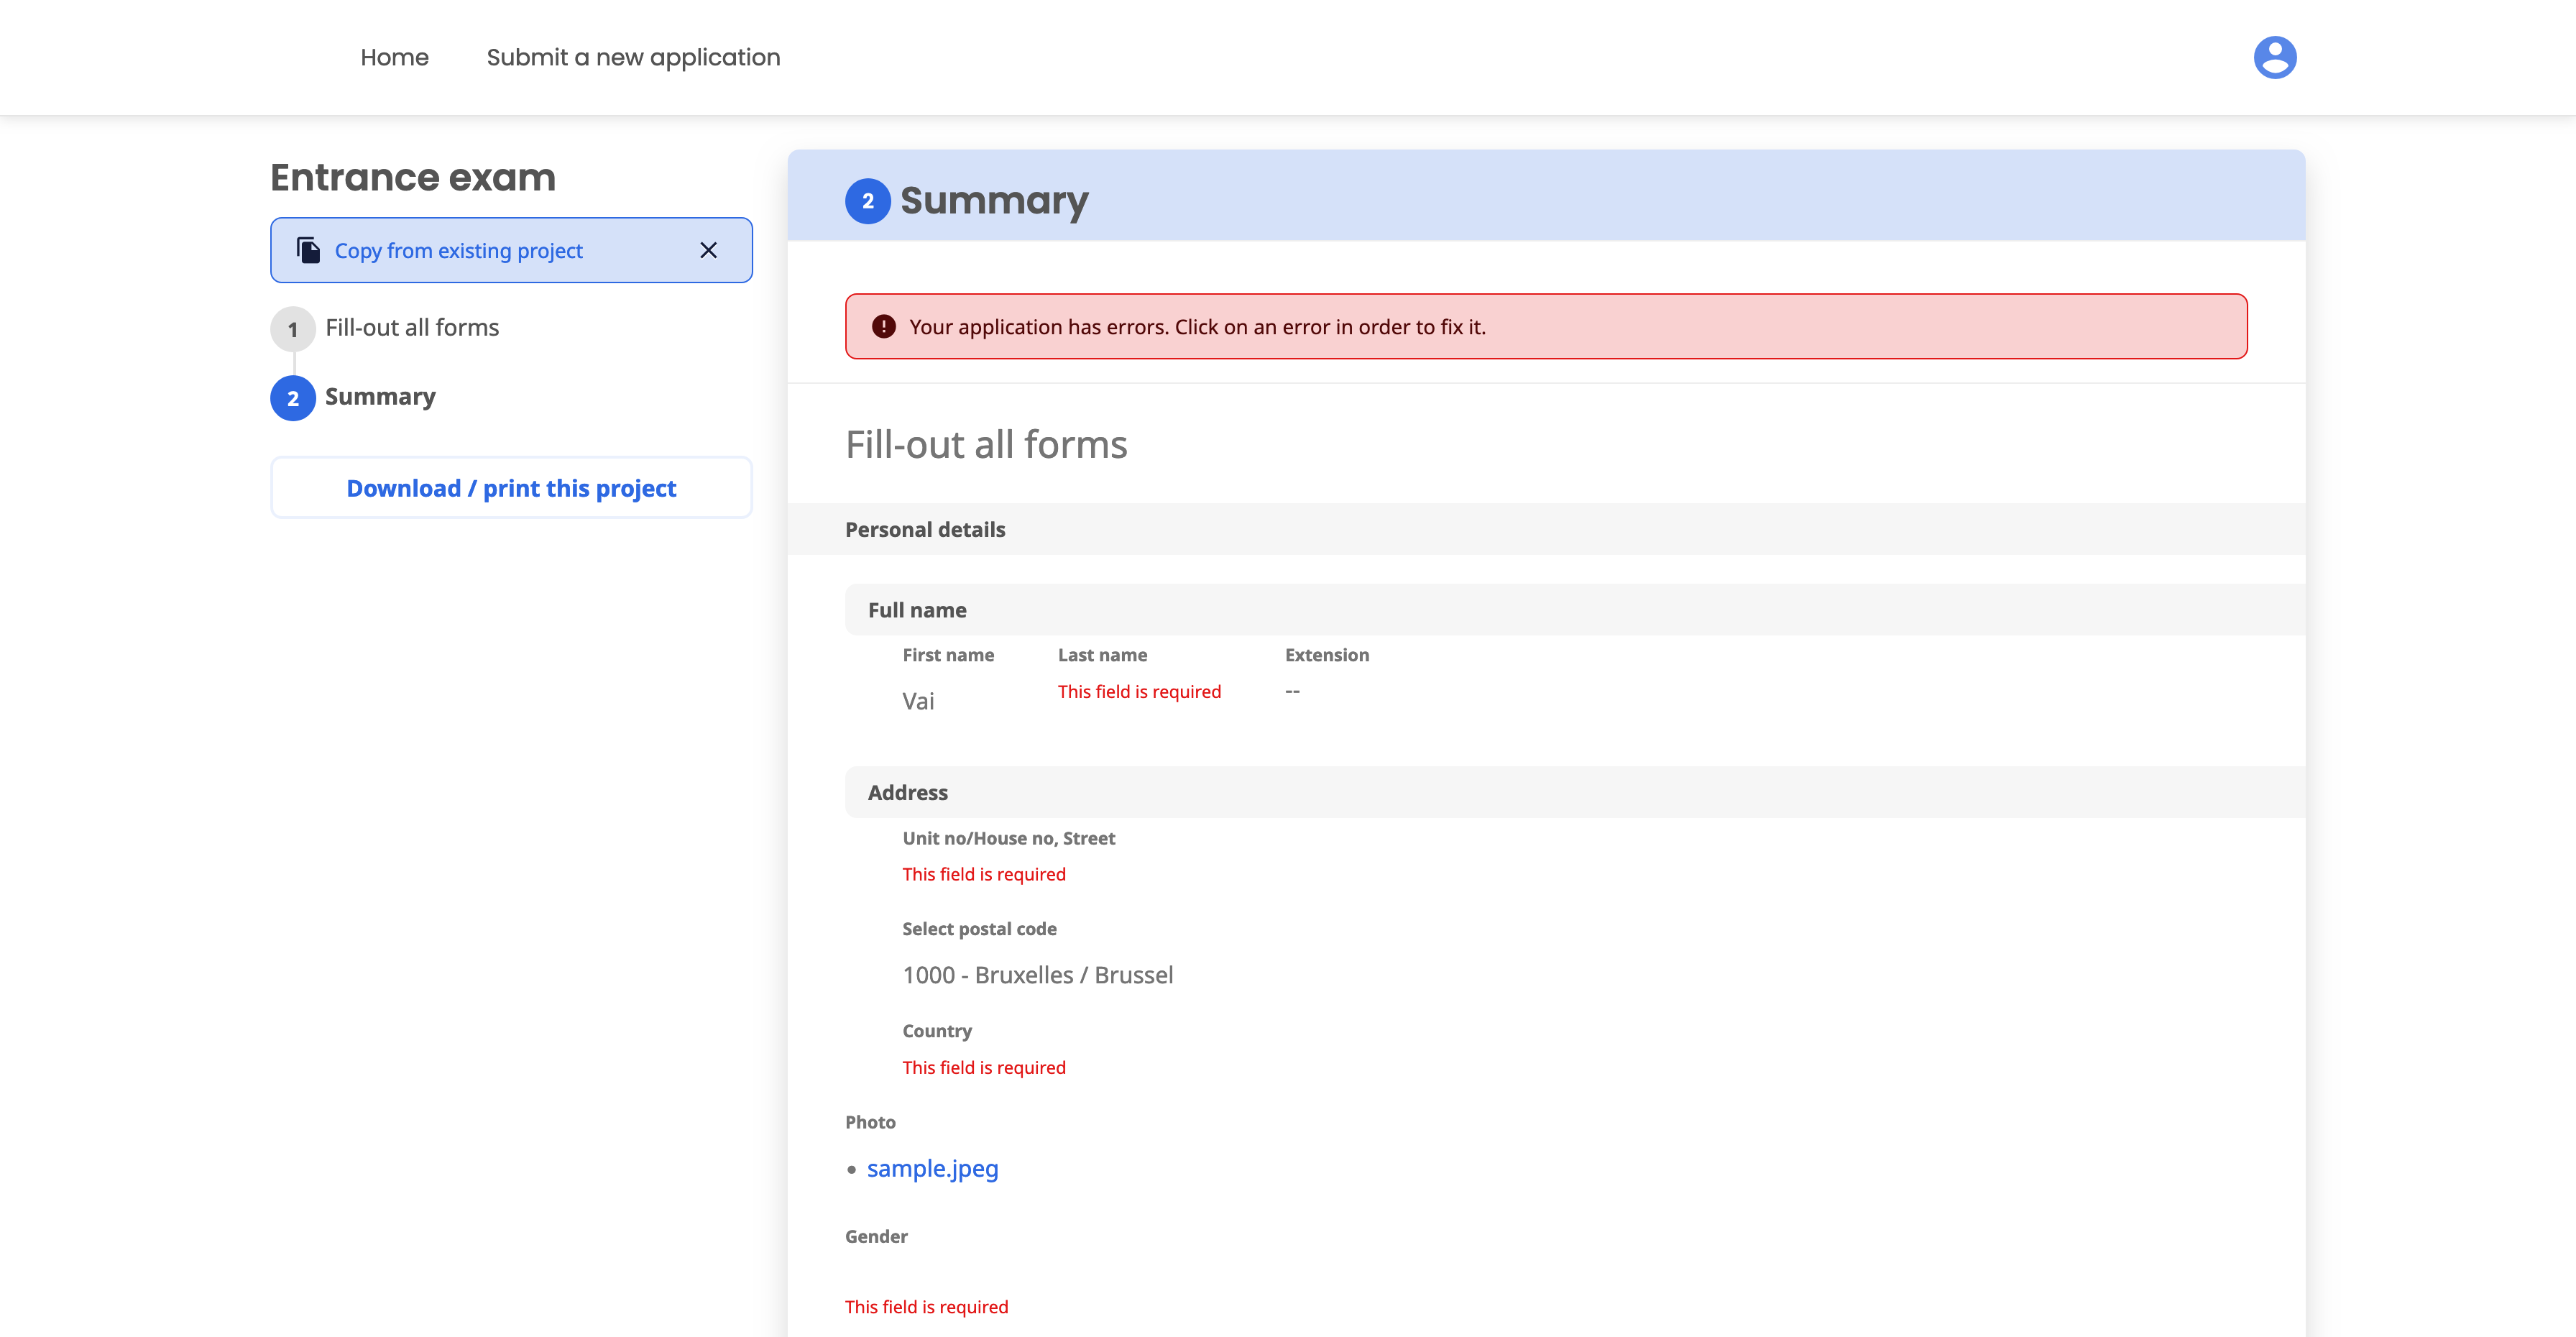 Home
Submit a new application
Entrance exam
Copy from existing project
1
Fill-out all forms
2
Summary
Download / print this project
2
Summary
Your application has errors. Click on an error in order to fix it.
Fill-out all forms
Personal details
Full name
First name
Last name
Extension
Vai
This field is required
--
Address
Unit no/House no, Street
This field is required
Select postal code
1000 - Bruxelles / Brussel
Country
This field is required
Photo
• sample.jpeg
Gender
This field is required